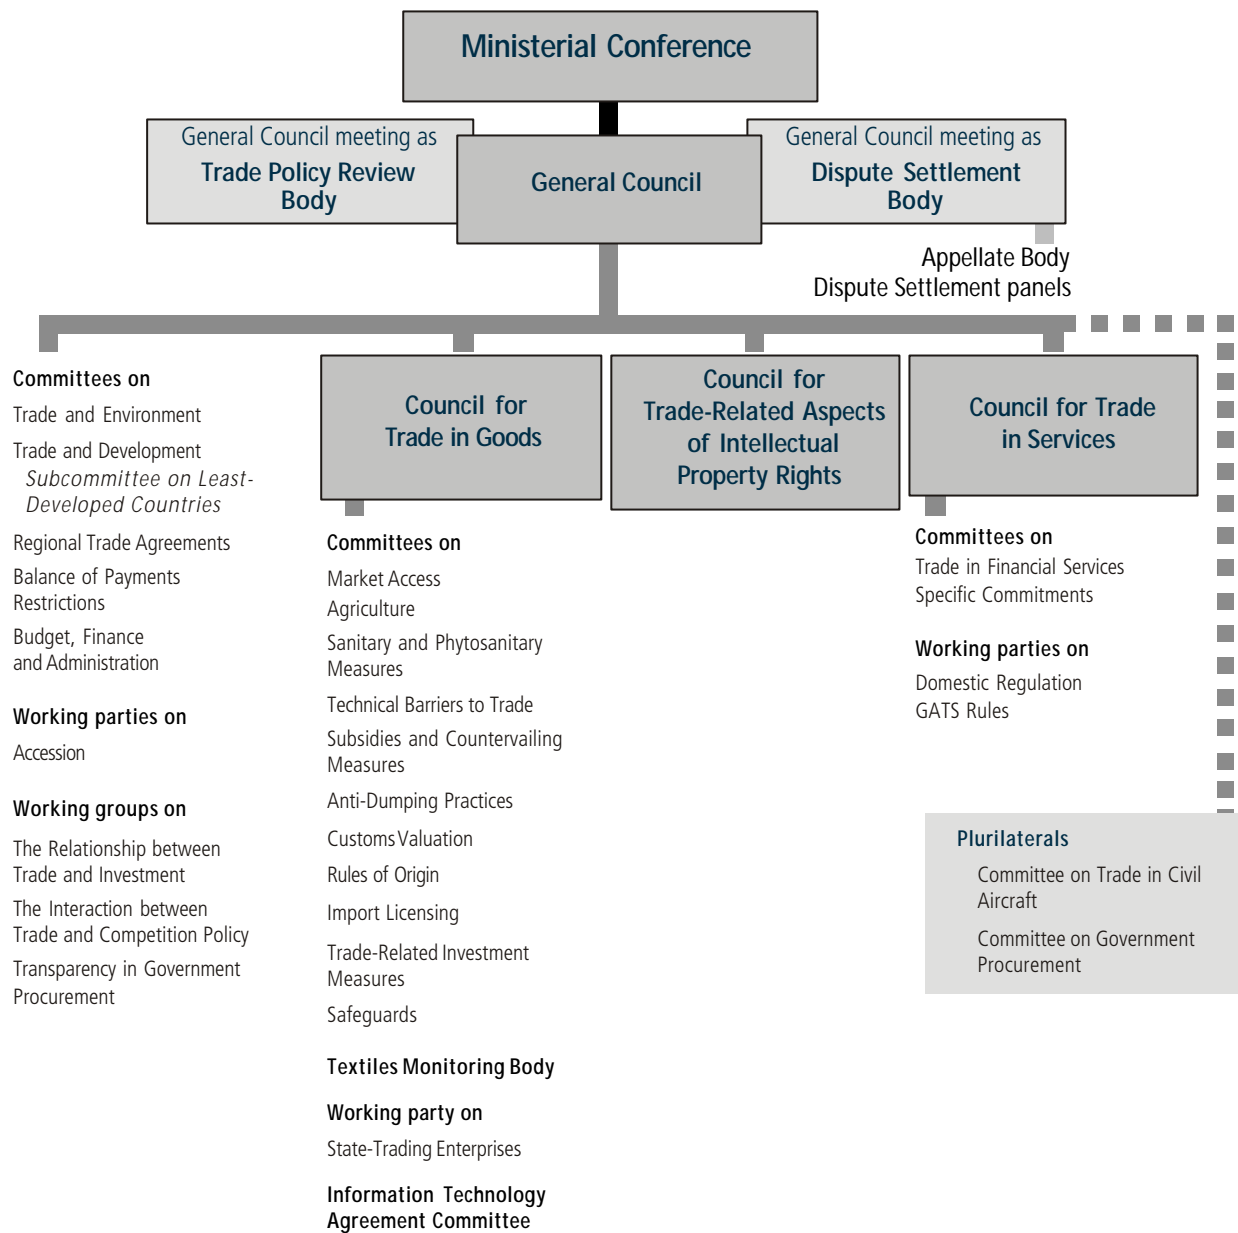 Ministerial Conference
General Council meeting as
Trade Policy Review
Body
General Council
General Council meeting as
Dispute Settlement
Body
Appellate Body
Dispute Settlement panels
Committees on
Trade and Environment
Trade and Development
Subcommittee on Least-
Developed Countries
Regional Trade Agreements
Balance of Payments
Restrictions
Budget, Finance
and Administration
Working parties on
Accession
Working groups on
The Relationship between
Trade and Investment
The Interaction between
Trade and Competition Policy
Transparency in Government
Procurement
Council for
Trade in Goods
Committees on
Market Access
Agriculture
Sanitary and Phytosanitary
Measures
Technical Barriers to Trade
Subsidies and Countervailing
Measures
Anti-Dumping Practices
Customs Valuation
Rules of Origin
Import Licensing
Trade-Related Investment
Measures
Safeguards
Textiles Monitoring Body
Working party on
State-Trading Enterprises
Information Technology
Agreement Committee
Council for
Trade-Related Aspects
of Intellectual
Property Rights
Council for Trade
in Services
Committees on
Trade in Financial Services
Specific Commitments
Working parties on
Domestic Regulation
GATS Rules
Plurilaterals
Committee on Trade in Civil
Aircraft
Committee on Government
Procurement